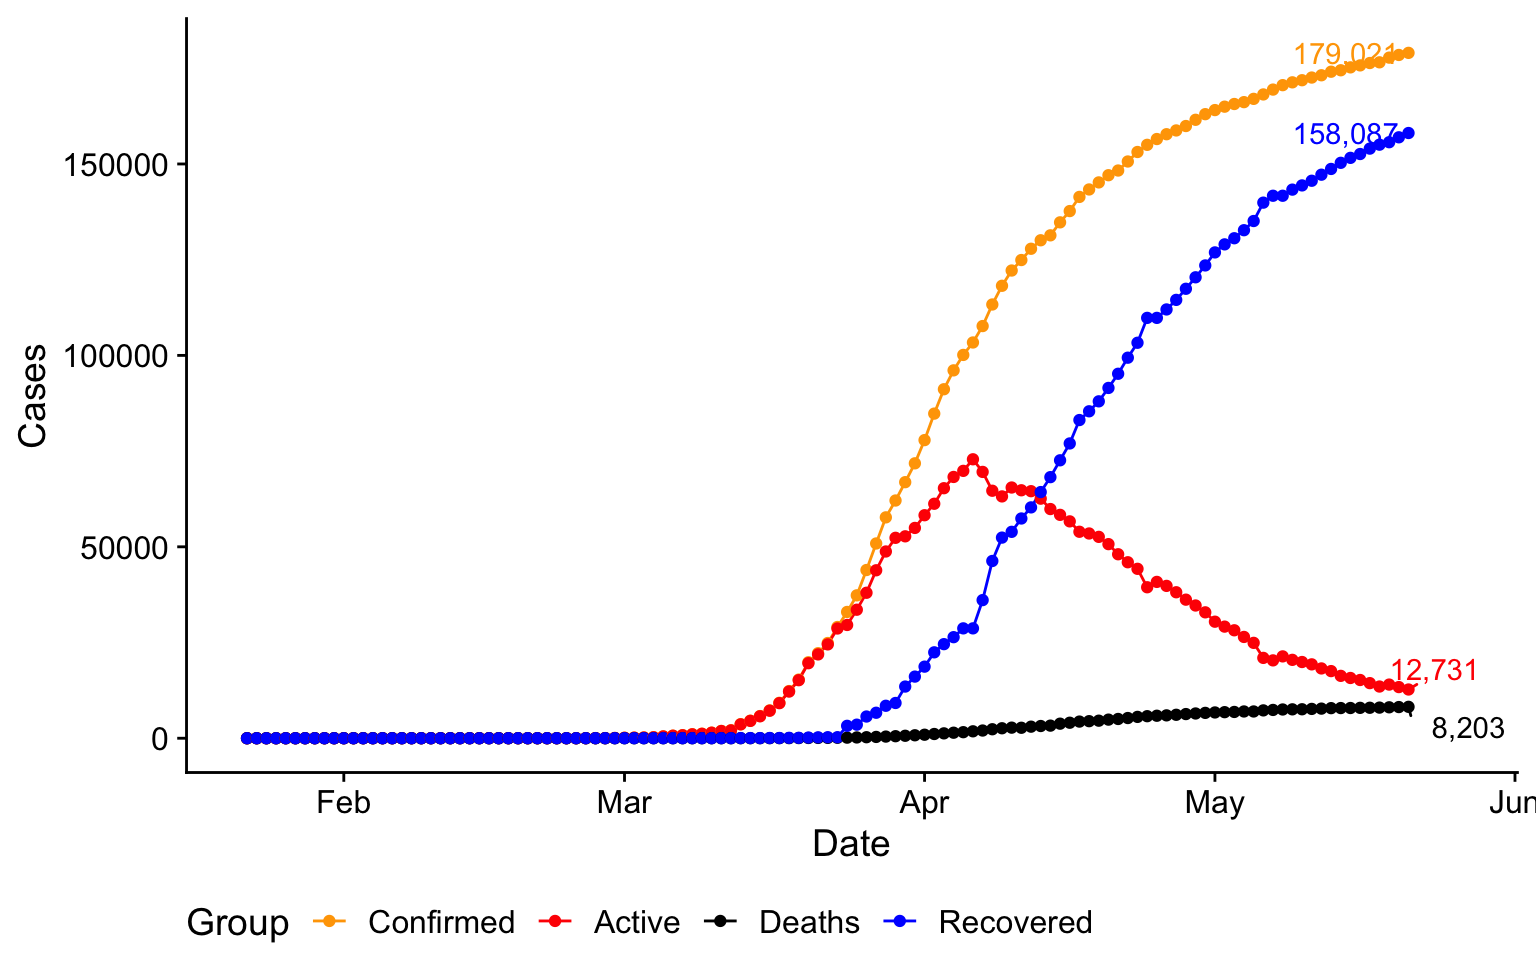 179,021
158,087
150000
100000
50000
0
12,731
8,203
Cases
Feb Mar Apr May Jun
Date
Group Confirmed Active Deaths Recovered